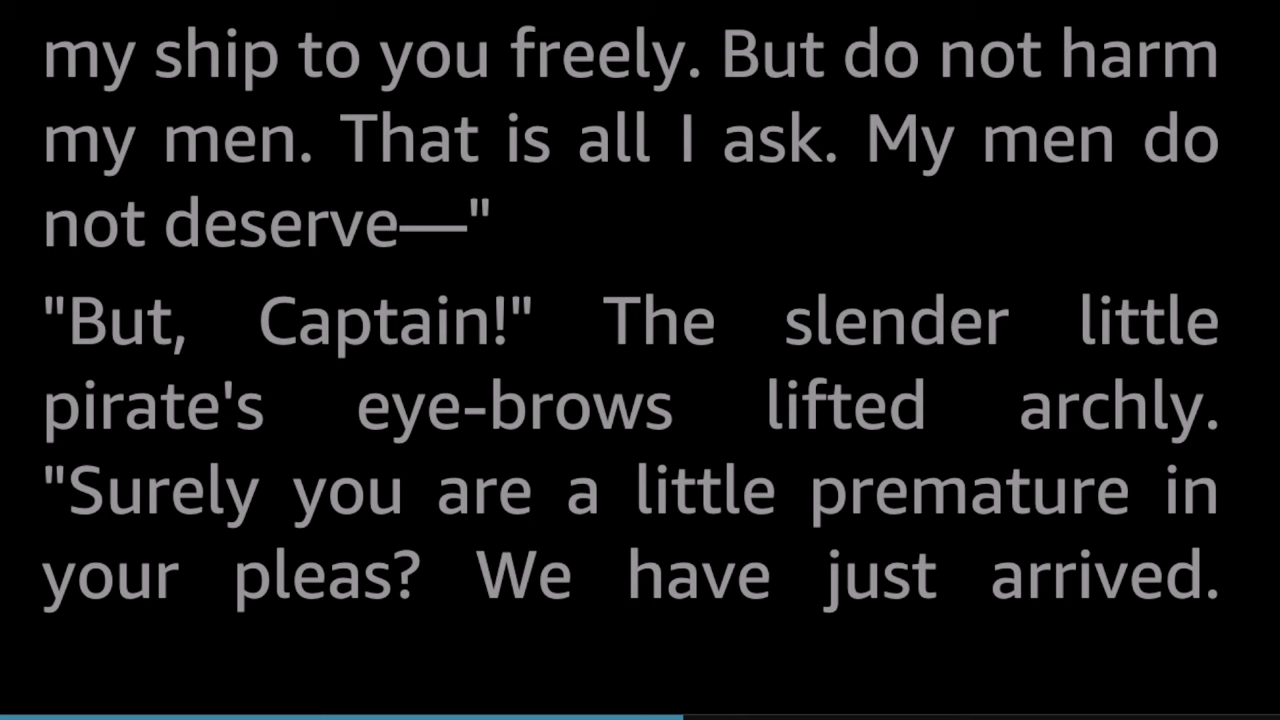 my ship to you freely. But do not harm
my men. That is all I ask. My men do
not deserve—"
"But, Captain!" The slender little
pirate's eye-brows lifted archly.
"Surely you are a little premature in
your pleas? We have just arrived.